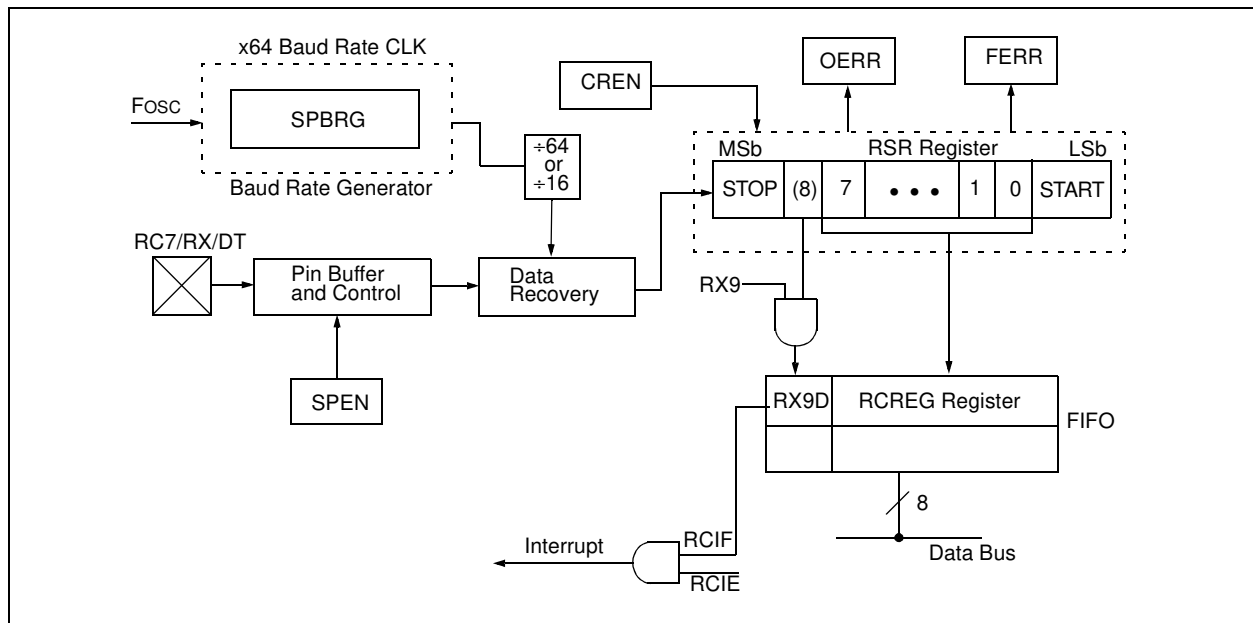 x64 Baud Rate CLK
FOSC
SPBRG
Baud Rate Generator
÷64
or
÷16
CREN
OERR
FERR
MSb
RSR Register
LSb
STOP (8) 7 • • • 1 0 START
RC7/RX/DT
Pin Buffer
and Control
Data
Recovery
RX9
SPEN
RX9D
RCREG Register
FIFO
8
Data Bus
Interrupt
RCIF
RCIE